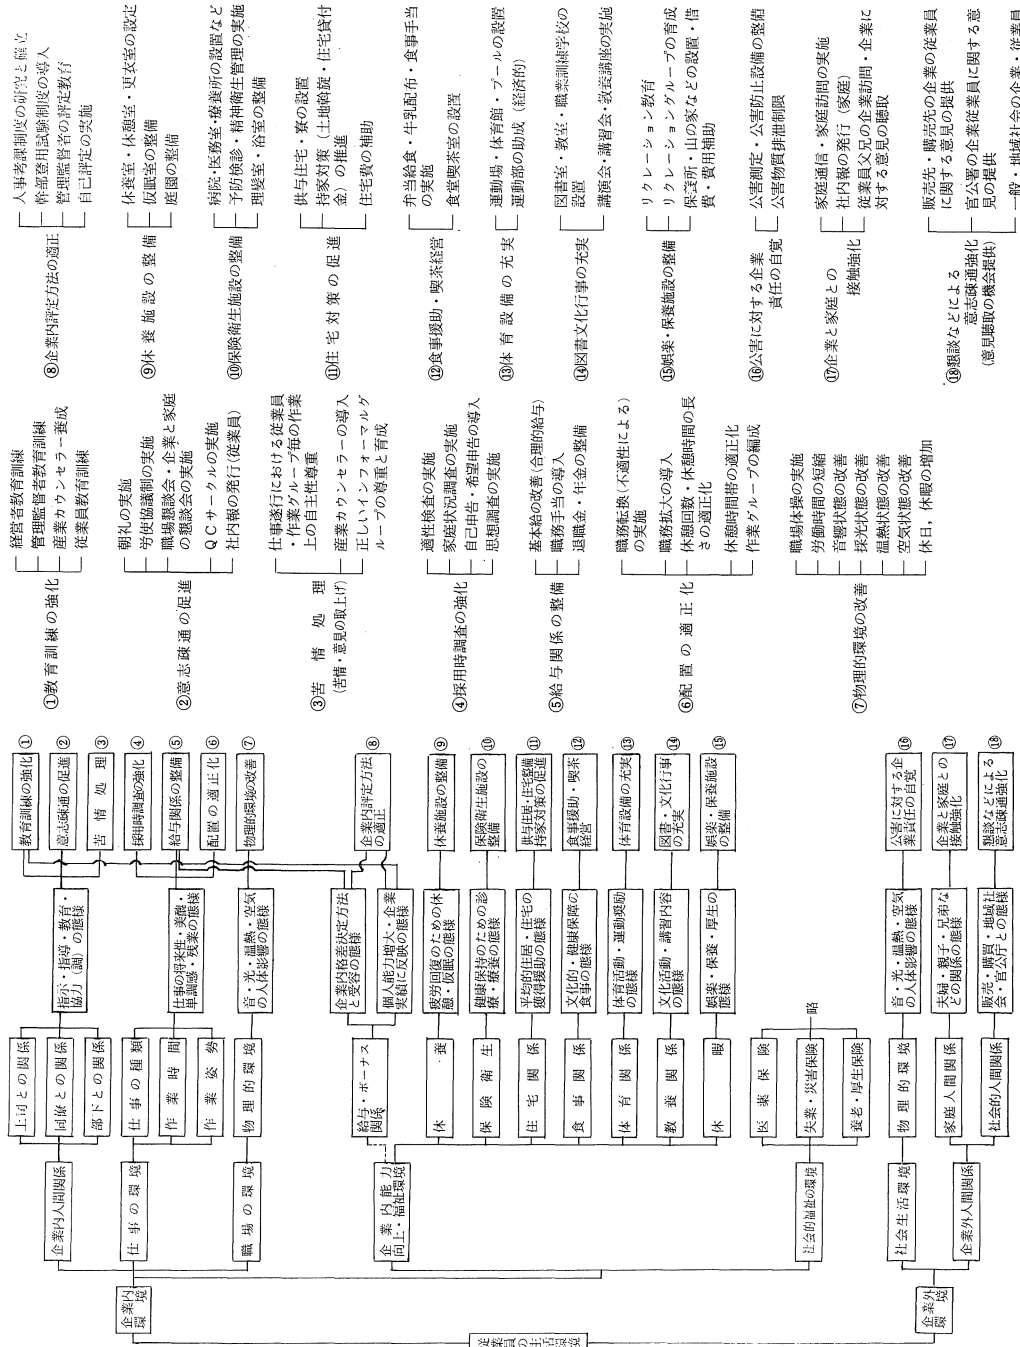 従業員の生活環境
企業内環境
企業外環境
企業内人間関係
仕事の環境
職場の環境
企業内能力向上・福祉環境
社会的福祉の環境
社会生活環境
企業外人間関係
上司との関係
同僚との関係
部下との関係
仕事の種類
作業時間
作業姿勢
物理的環境
給与・ボーナス関係
休養
保険衛生
住宅関係
食事関係
体育関係
教養関係
休暇
医薬保険
失業・災害保険
養老・厚生保険
物理的環境
家庭人間関係
社会的人間関係
指示・指導・教育・
協力(調)の態様
仕事の将来性・美醜・
単調感・残業の態様
音・光・温熱・空気
の人体影響の態様
企業内格差決定方法
と受容の態様
個人能力増大・企業
実績に反映の態様
疲労回復のための休
憩・仮眠の態様
健康保持のための診
療・療養の態様
平均的住居・住宅の
獲得援助の態様
文化的・健康保障の
食事の態様
体育活動・運動奨励
の態様
文化活動・講習内容
の態様
娯楽・保養・厚生の
態様
略
音・光・温熱・空気
の人体影響の態様
夫婦・親子・兄弟な
どの関係の態様
販売・購買・地域社
会・官公庁との態様
教育訓練の強化 ①
意志疎通の促進 ②
苦情処理 ③
採用時調査の強化 ④
給与関係の整備 ⑤
配置の適正化 ⑥
物理的環境の改善 ⑦
企業内評定方法
の適正 ⑧
休養施設の整備 ⑨
保険衛生施設の
整備 ⑩
供与住居・住宅整備
持家対策の促進 ⑪
食事援助・喫茶
経営 ⑫
体育設備の充実 ⑬
図書・文化行事
の充実 ⑭
娯楽・保養施設
の整備 ⑮
公害に対する企
業責任の自覚 ⑯
企業と家庭との
接触強化 ⑰
懇談などによる
意志疎通強化 ⑱
①教育訓練の強化
経営者教育訓練
管理監督者教育訓練
産業カウンセラー養成
従業員教育訓練
②意志疎通の促進
朝礼の実施
労使協議制の実施
職場懇談会・企業と家庭
の懇談会の実施
QCサークルの実施
社内報の発行(従業員)
③苦情処理
(苦情・意見の取上げ)
仕事遂行における従業員
・作業グループ毎の作業
上の自主性尊重
産業カウンセラーの導入
正しいインフォーマルグ
ループの尊重と育成
④採用時調査の強化
適性検査の実施
家庭状況調査の実施
自己申告・希望申告の導入
思想調査の実施
⑤給与関係の整備
基本給の改善(合理的給与)
職務手当の導入
退職金・年金の整備
⑥配置の適正化
職務転換(不適性による)
の実施
職務拡大の導入
休憩回数・休憩時間の長
さの適正化
休憩時間帯の適正化
作業グループの編成
⑦物理的環境の改善
職場体操の実施
労働時間の短縮
音響状態の改善
採光状態の改善
温熱状態の改善
空気状態の改善
休日,休暇の増加
⑧企業内評定方法の適正
人事考課制度の研究と確立
幹部登用試験制度の導入
管理監督者の評定教育
自己評定の実施
⑨休養施設の整備
休養室・休憩室・更衣室の設定
仮眠室の整備
庭園の整備
⑩保険衛生施設の整備
病院・医務室・療養所の設置など
予防検診・精神衛生管理の実施
理髪室・浴室の整備
⑪住宅対策の促進
供与住宅・寮の設置
持家対策(土地斡旋・住宅貸付
金)の推進
住宅費の補助
⑫食事援助・喫茶経営
弁当給食・牛乳配布・食事手当
の実施
食堂喫茶室の設置
⑬体育設備の充実
運動場・体育館・プールの設置
運動部の助成(経済的)
⑭図書文化行事の充実
図書室・教室・職業訓練学校の
設置
講演会・講習会・教養講座の実施
⑮娯楽・保養施設の整備
リクレーション教育
リクレーショングループの育成
保養所・山の家などの設置・借
費・費用補助
⑯公害に対する企業
責任の自覚
公害測定・公害防止設備の整備
公害物質排泄制限
⑰企業と家庭との
接触強化
家庭通信・家庭訪問の実施
社内報の発行(家庭)
従業員父兄の企業訪問・企業に
対する意見の聴取
⑱懇談などによる
意志疎通強化
(意見聴取の機会提供)
販売先・購売先の企業の従業員
に関する意見の提供
官公署の企業従業員に関する意
見の提供
一般・地域社会の企業・従業員